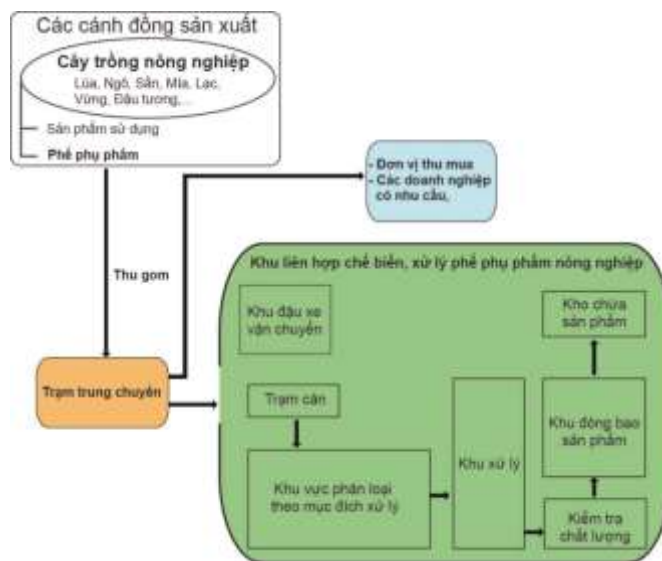 Các cánh đồng sản xuất
Cây trồng nông nghiệp
Lúa, Ngô, Sắn, Mía, Lạc,
Vừng, Đậu tương,...
Sản phẩm sử dụng
Phế phụ phẩm
- Đơn vị thu mua
- Các doanh nghiệp
có nhu cầu,
Thu gom
Trạm trung chuyển
Khu liên hợp chế biến, xử lý phế phụ phẩm nông nghiệp
Khu đậu xe
vận chuyển
Kho chứa
sản phẩm
Trạm cân
Khu xử lý
Khu đóng bao
sản phẩm
Khu vực phân loại
theo mục đích xử lý
Kiểm tra
chất lượng